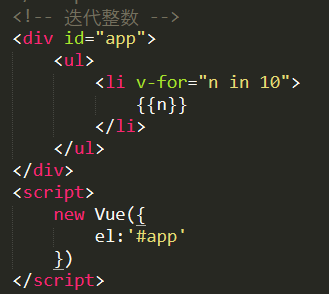 <!-- 迭代整数 -->
<div id="app">
    <ul>
        <li v-for="n in 10">
            {{n}}
        </li>
    </ul>
</div>
<script>
    new Vue({
        el:'#app'
    })
</script>